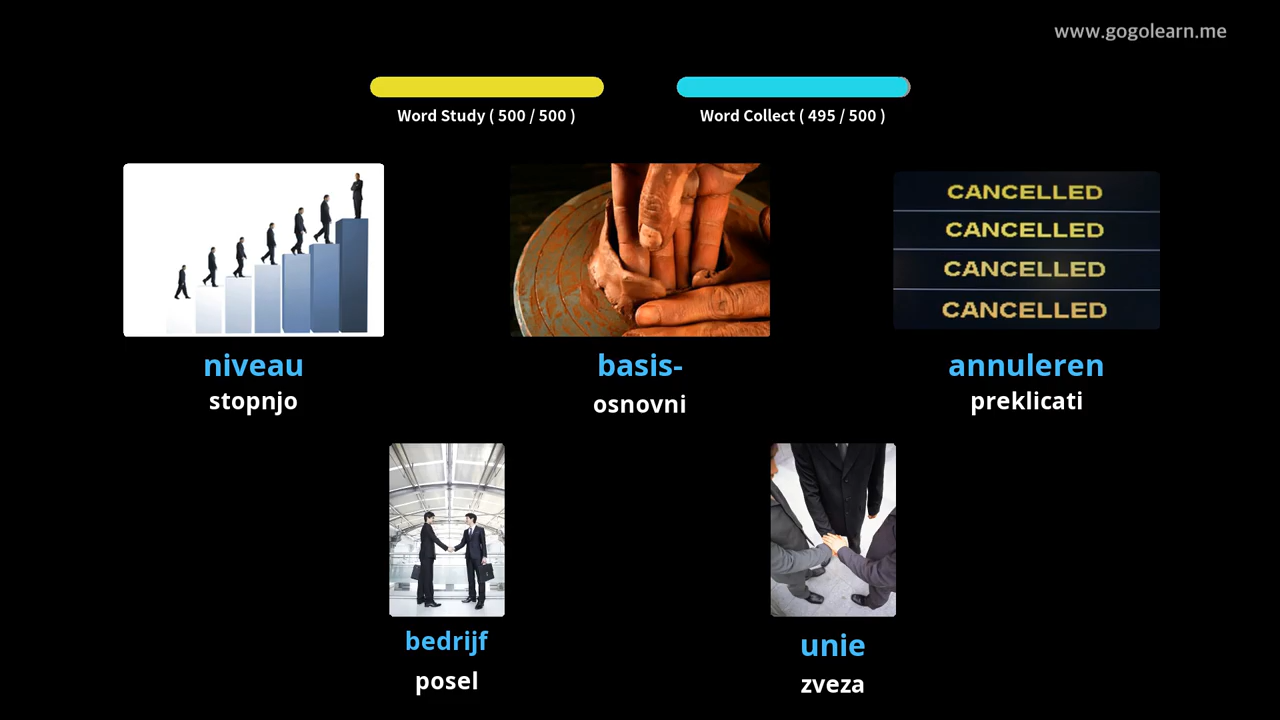 www.gogolearn.me
Word Study ( 500 / 500 )
Word Collect ( 495 / 500 )
CANCELLED
CANCELLED
CANCELLED
CANCELLED
niveau
stopnjo
basis-
osnovni
annuleren
preklicati
bedrijf
posel
unie
zveza